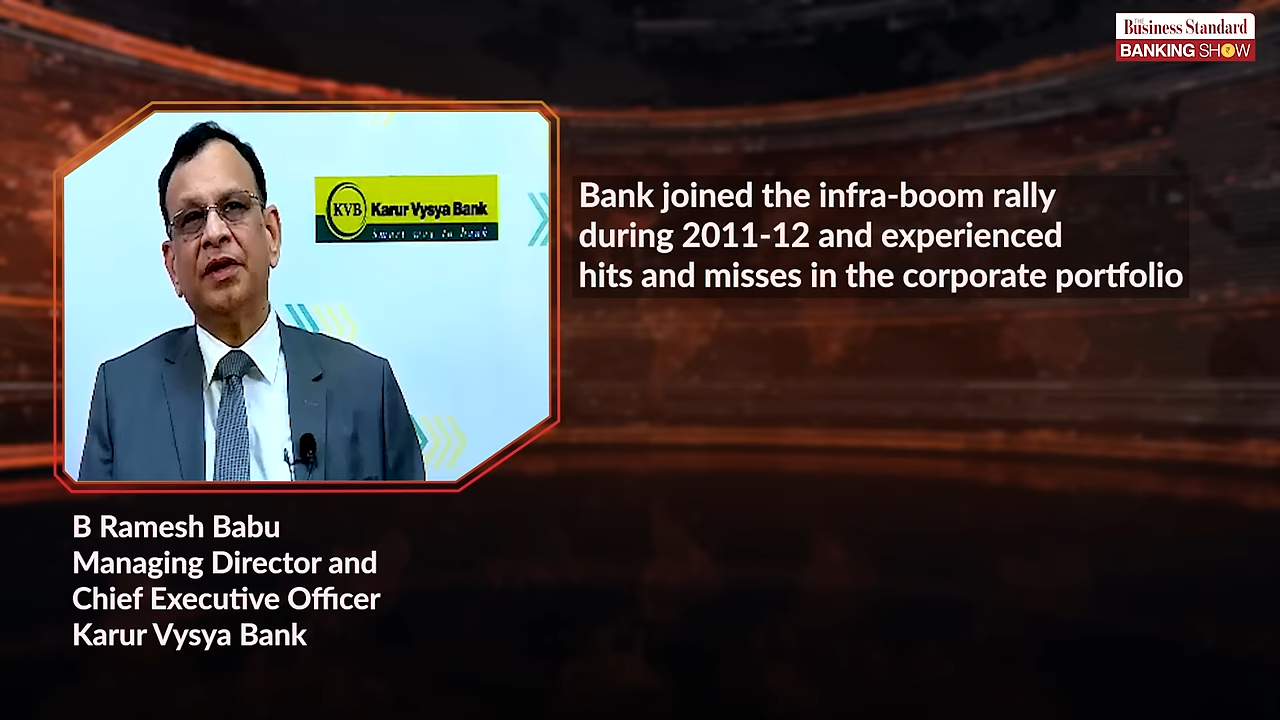 THE
Business Standard
BANKING SHOW
KVB Karur Vysya Bank
Smart way to bank
Bank joined the infra-boom rally
during 2011-12 and experienced
hits and misses in the corporate portfolio
B Ramesh Babu
Managing Director and
Chief Executive Officer
Karur Vysya Bank